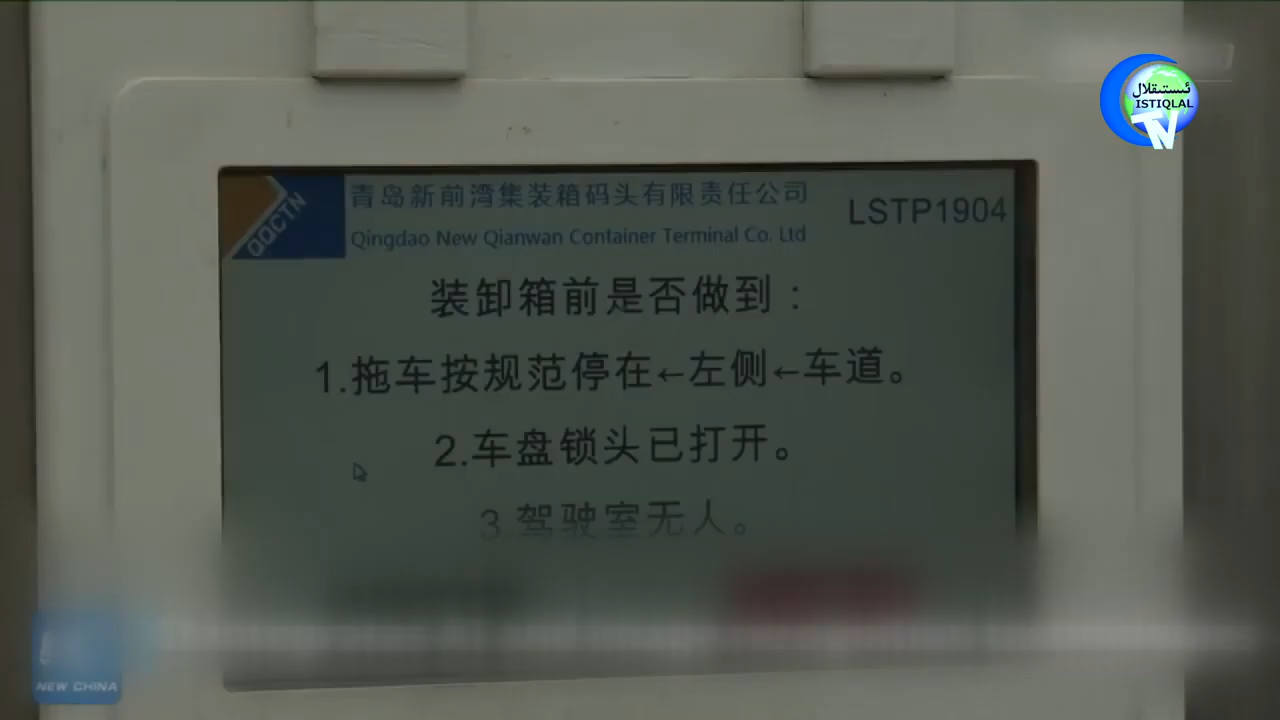 ئىستىقلال
ISTIQLAL
TV
QQCTN
青岛新前湾集装箱码头有限责任公司
Qingdao New Qianwan Container Terminal Co. Ltd
LSTP1904
装卸箱前是否做到：
1.拖车按规范停在←左侧←车道。
2.车盘锁头已打开。
3.驾驶室无人。
NEW CHINA